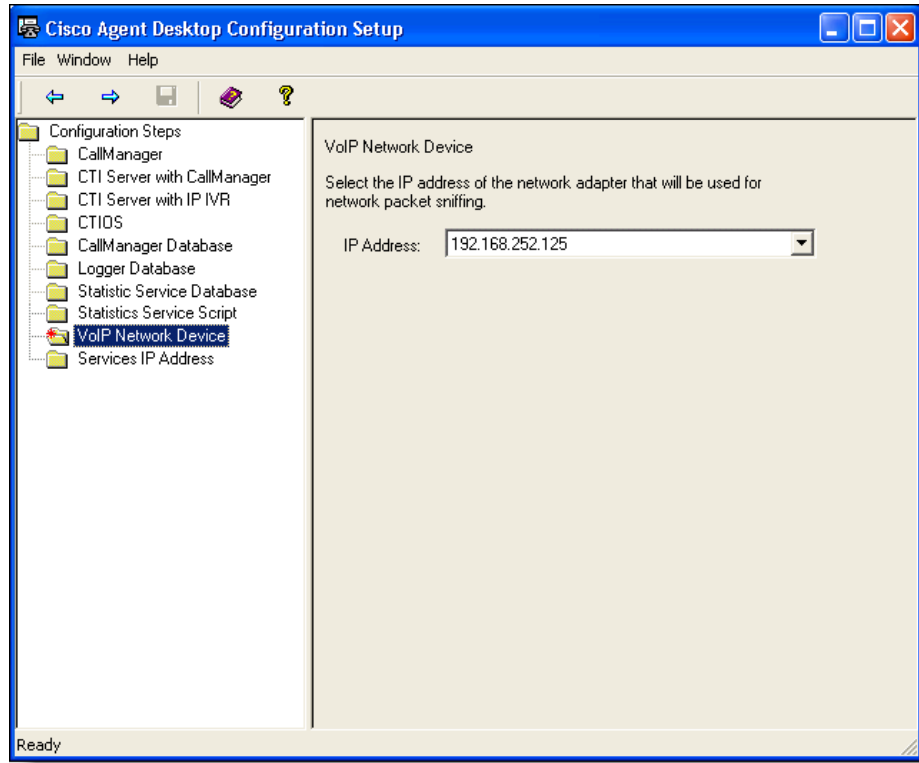 Cisco Agent Desktop Configuration Setup
File Window Help
Configuration Steps
CallManager
CTI Server with CallManager
CTI Server with IP IVR
CTIOS
CallManager Database
Logger Database
Statistic Service Database
Statistics Service Script
VoIP Network Device
Services IP Address
VoIP Network Device
Select the IP address of the network adapter that will be used for
network packet sniffing.
IP Address: 192.168.252.125
Ready